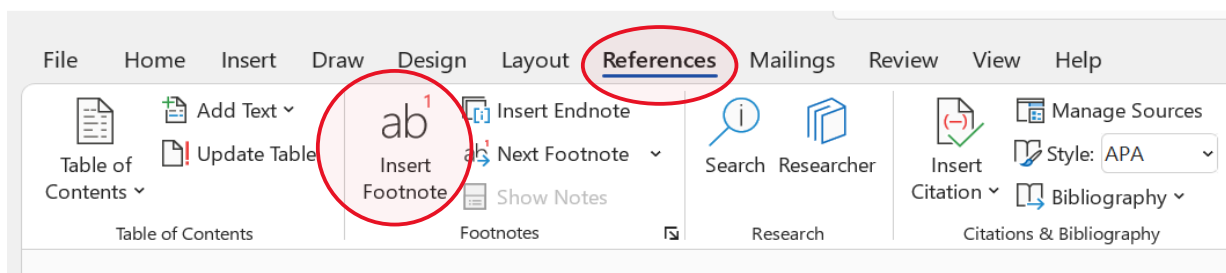 File Home Insert Draw Design Layout References Mailings Review View Help
Table of
Contents
Add Text
Update Table
Table of Contents
ab1
Insert
Footnote
Insert Endnote
Next Footnote
Show Notes
Footnotes
Search
Researcher
Research
Insert
Citation
Manage Sources
Style: APA
Bibliography
Citations & Bibliography